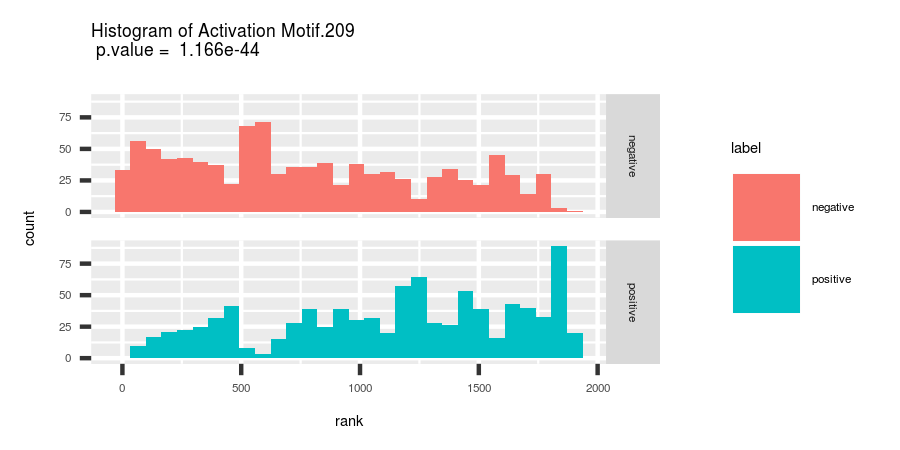 Histogram of Activation Motif.209
p.value =  1.166e-44
count
75
50
25
0
negative
75
50
25
0
positive
0
500
1000
1500
2000
rank
label
negative
positive